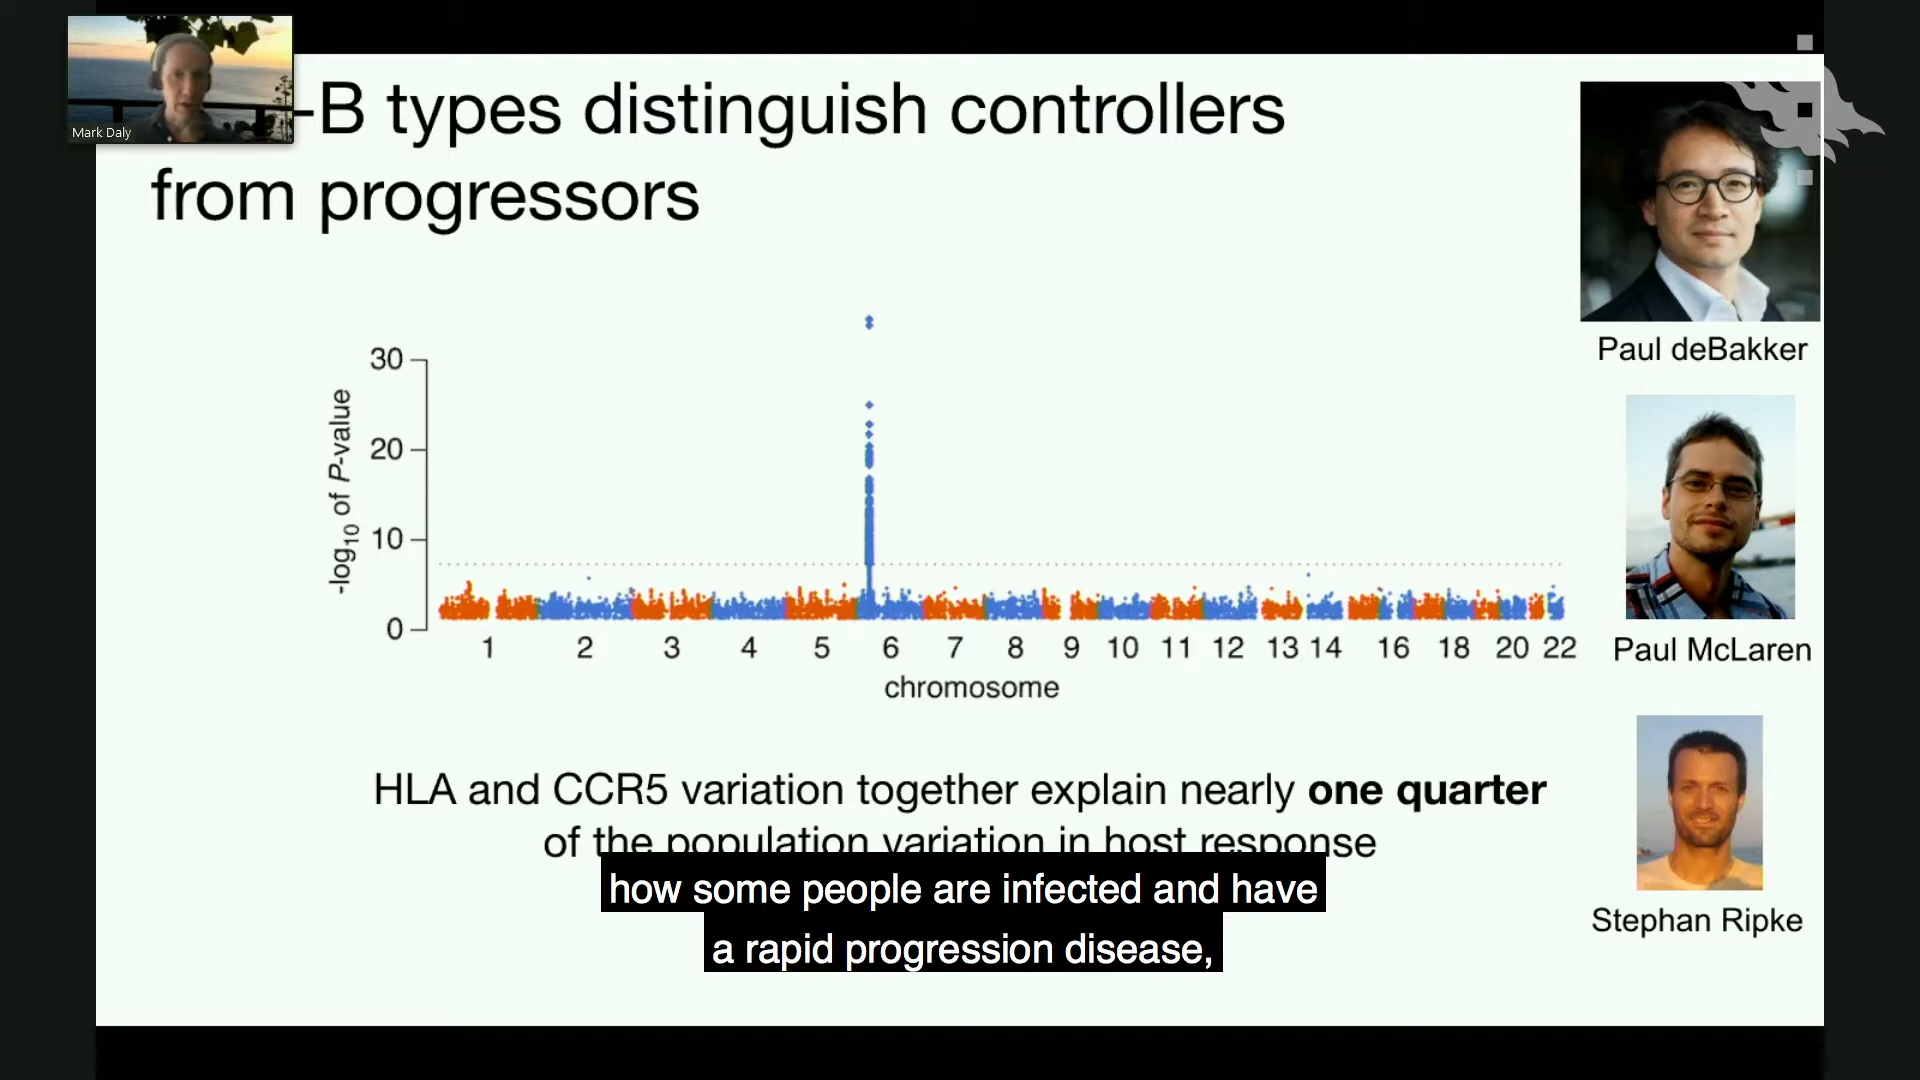 Mark Daly
-B types distinguish controllers
from progressors
Paul deBakker
30
20
10
0
-log10 of P-value
1 2 3 4 5 6 7 8 9 10 11 12 13 14 16 18 20 22
chromosome
Paul McLaren
HLA and CCR5 variation together explain nearly one quarter
of the population variation in host response
how some people are infected and have
a rapid progression disease,
Stephan Ripke